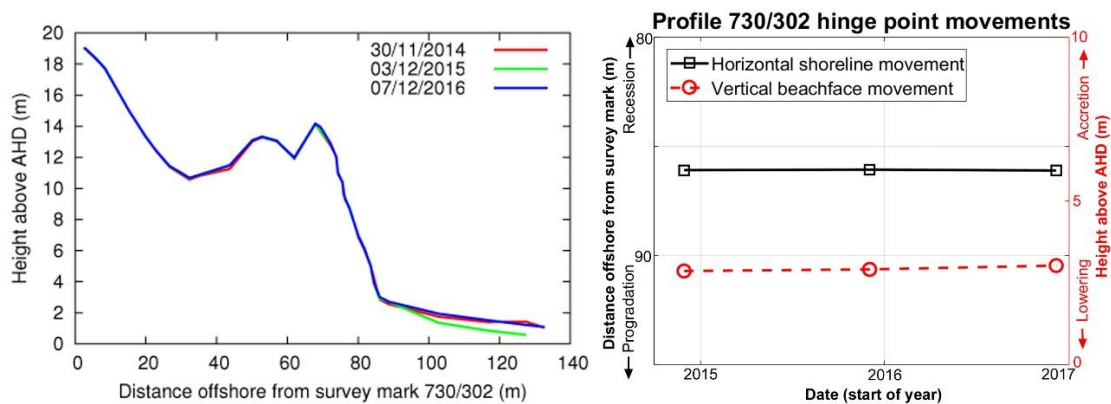 20
18
16
14
12
10
8
6
4
2
0
Height above AHD (m)
30/11/2014
03/12/2015
07/12/2016
0 20 40 60 80 100 120 140
Distance offshore from survey mark 730/302 (m)
Profile 730/302 hinge point movements
Horizontal shoreline movement
Vertical beachface movement
Distance offshore from survey mark (m)
Recession
Progradation
80
90
10
5
0
Accretion
Lowering
Height above AHD (m)
2015 2016 2017
Date (start of year)